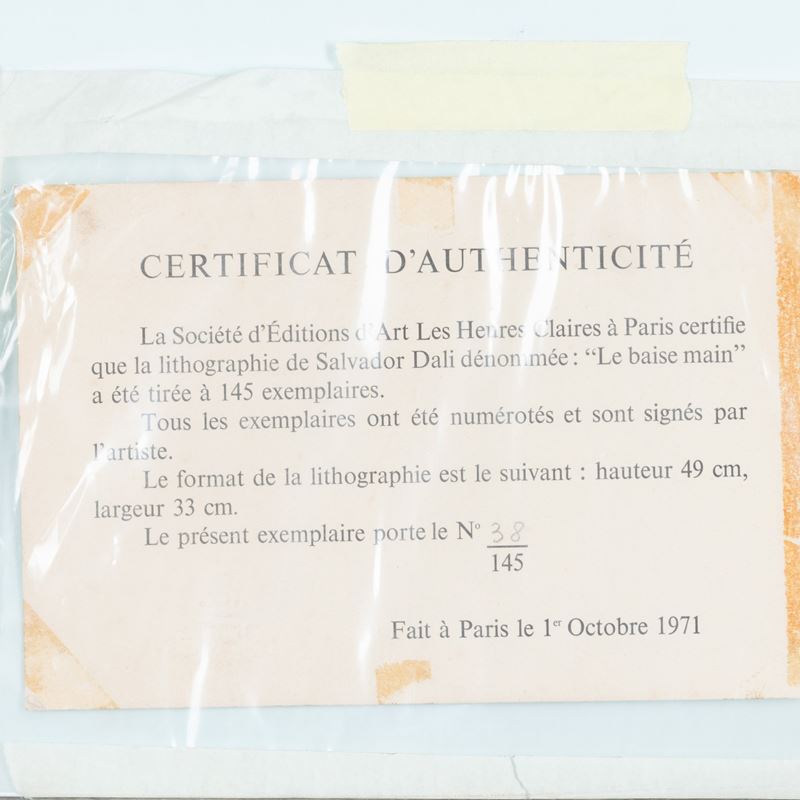 CERTIFICAT D'AUTHENTICITÉ
La Société d'Éditions d'Art Les Heures Claires à Paris certifie
que la lithographie de Salvador Dali dénommée : “Le baise main”
a été tirée à 145 exemplaires.
Tous les exemplaires ont été numérotés et sont signés par
l'artiste.
Le format de la lithographie est le suivant : hauteur 49 cm,
largeur 33 cm.
Le présent exemplaire porte le N° 38
145
Fait à Paris le 1er Octobre 1971